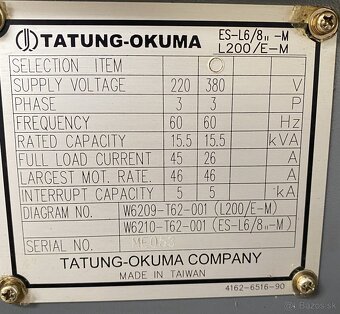 TATUNG-OKUMA
ES-L6/8II-M
L200/E-M
SELECTION ITEM
SUPPLY VOLTAGE 220 380 V
PHASE 3 3 P
FREQUENCY 60 60 Hz
RATED CAPACITY 15.5 15.5 kVA
FULL LOAD CURRENT 45 26 A
LARGEST MOT. RATE. 46 46 A
INTERRUPT CAPACITY 5 5 kA
DIAGRAM NO. W6209-T62-001 (L200/E-M)
W6210-T62-001 (ES-L6/8II-M)
SERIAL NO.
TATUNG-OKUMA COMPANY
MADE IN TAIWAN
4162-6516-90
Bazos.sk